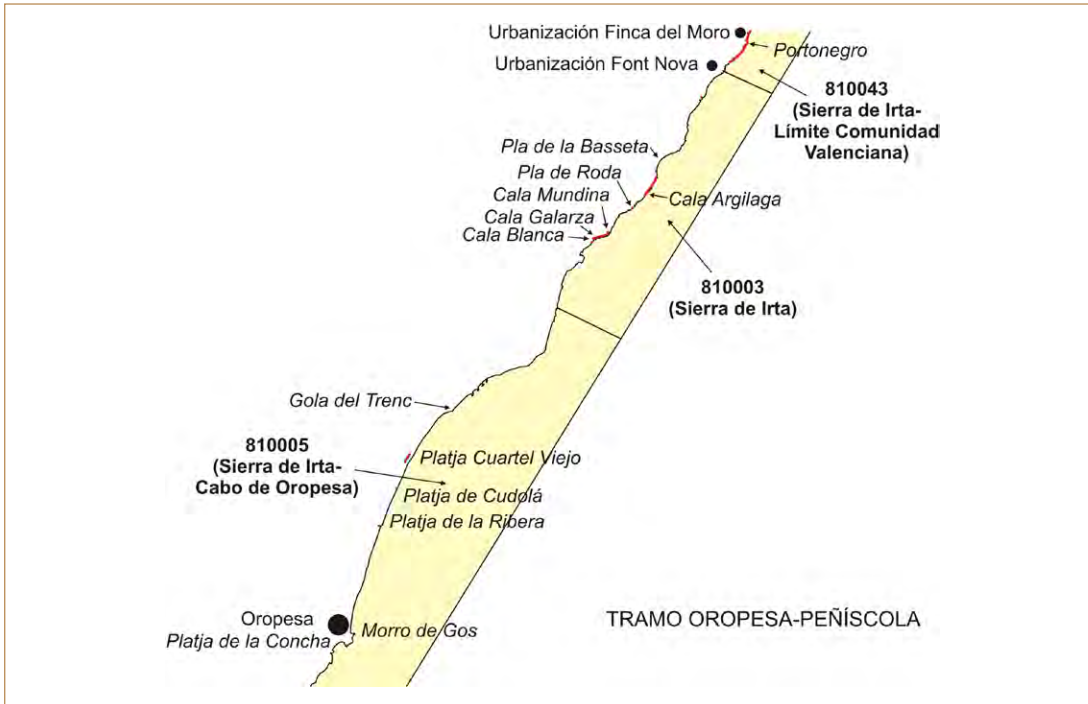 Urbanización Finca del Moro
Portonegro
Urbanización Font Nova
810043
(Sierra de Irta-
Límite Comunidad
Valenciana)
Pla de la Basseta
Pla de Roda
Cala Mundina
Cala Argilaga
Cala Galarza
Cala Blanca
810003
(Sierra de Irta)
Gola del Trenc
810005
(Sierra de Irta-
Cabo de Oropesa)
Platja Cuartel Viejo
Platja de Cudolá
Platja de la Ribera
Oropesa
Platja de la Concha
Morro de Gos
TRAMO OROPESA-PEÑÍSCOLA